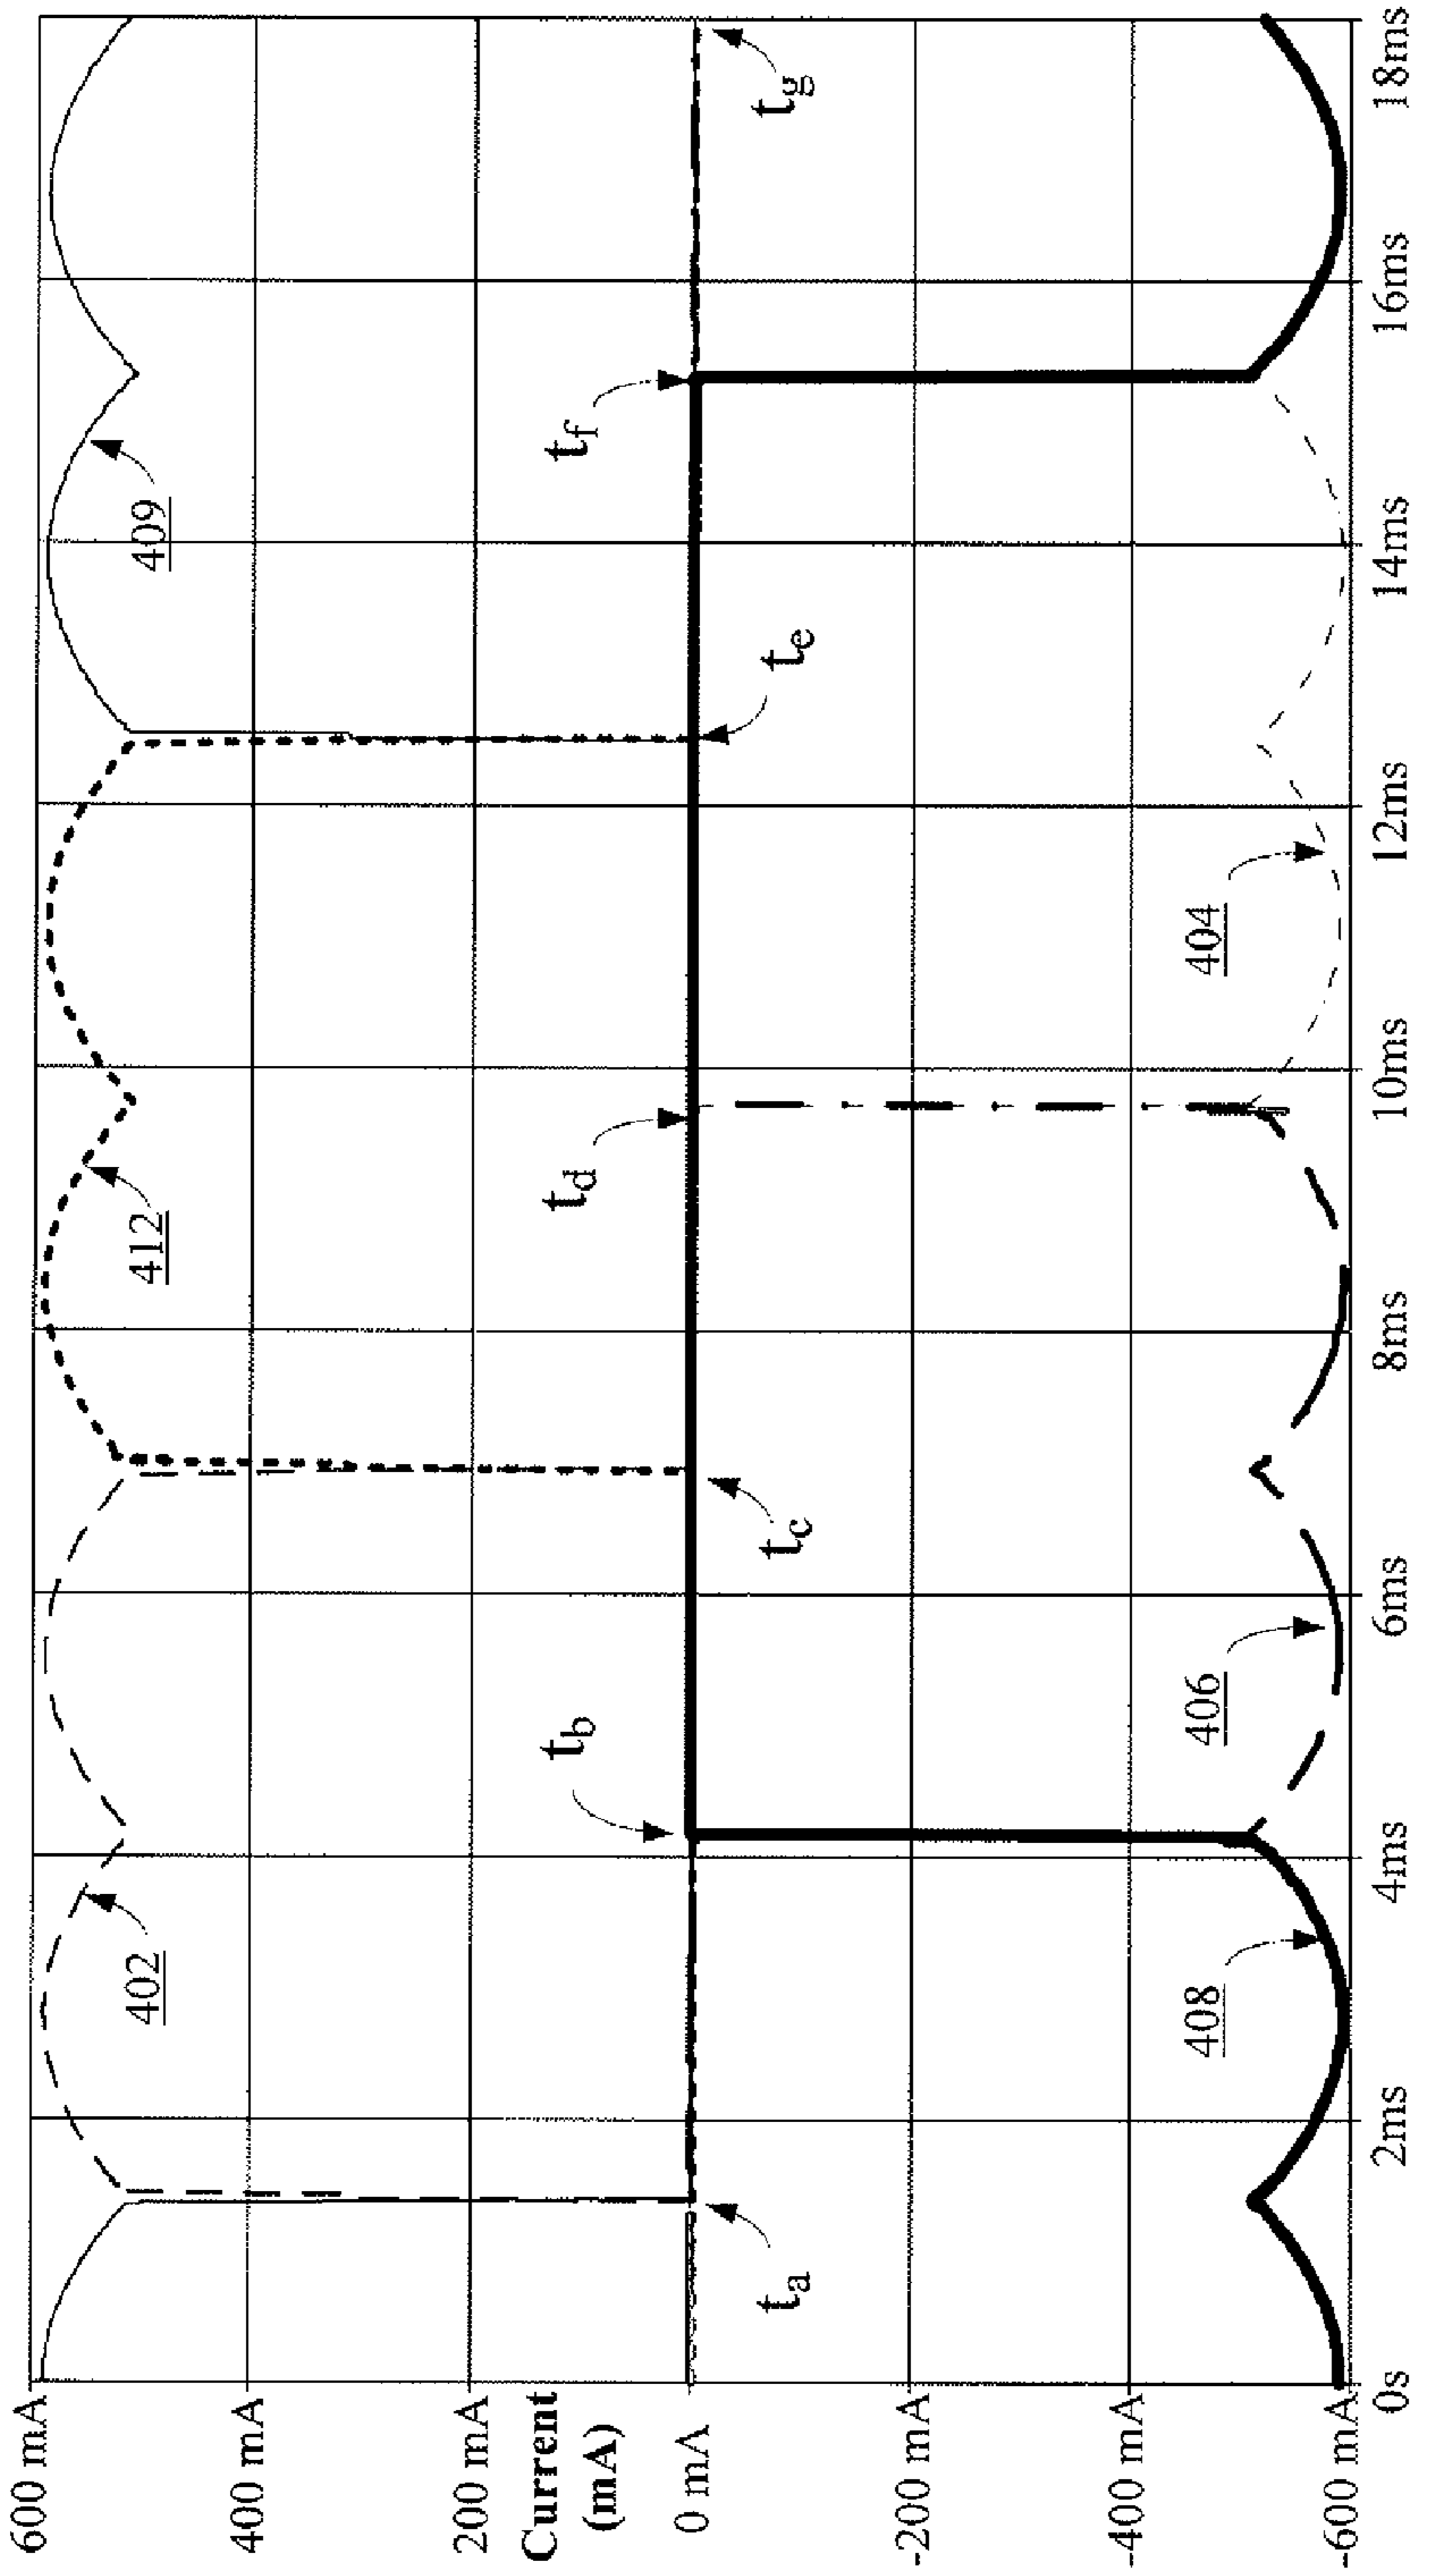 600 mA
400 mA
200 mA
Current
(mA)
0 mA
-200 mA
-400 mA
-600 mA
0s
2ms
4ms
6ms
8ms
10ms
12ms
14ms
16ms
18ms
402
412
409
ta
tb
tc
td
te
tf
tg
408
406
404